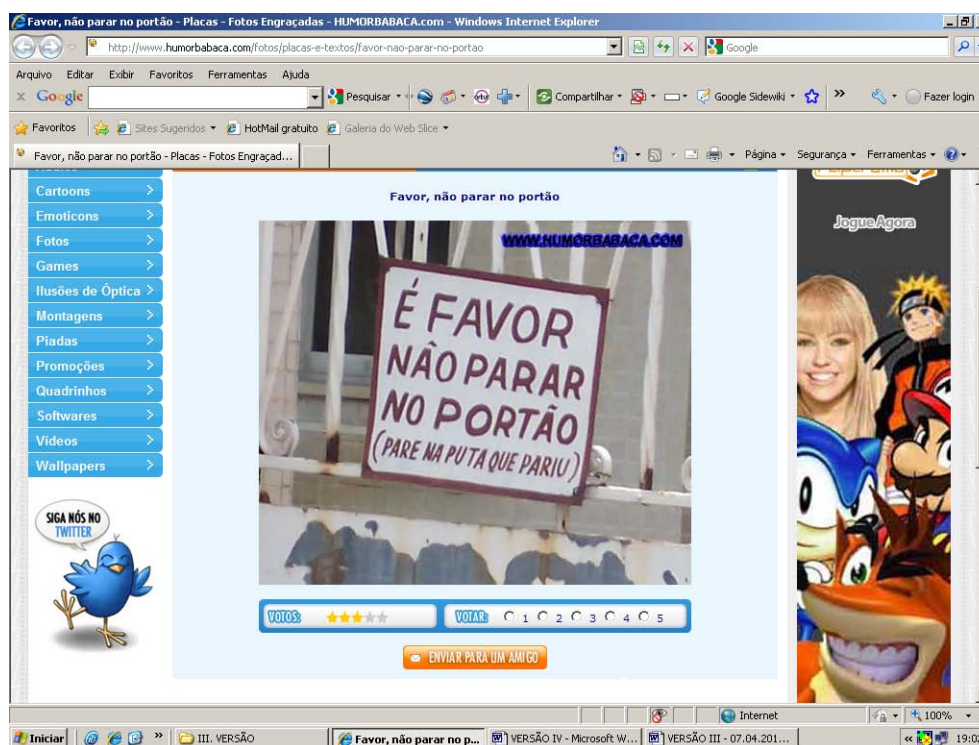 Favor, não parar no portão - Placas - Fotos Engraçadas - HUMORBABACA.com - Windows Internet Explorer
http://www.humorbabaca.com/fotos/placas-e-textos/favor-nao-parar-no-portao
Google
Arquivo Editar Exibir Favoritos Ferramentas Ajuda
Google Pesquisar Compartilhar Google Sidewiki » Fazer login
Favoritos Sites Sugeridos HotMail gratuito Galeria do Web Slice
Favor, não parar no portão - Placas - Fotos Engraçad... Página Segurança Ferramentas
Cartoons
Emoticons
Fotos
Games
Ilusões de Óptica
Montagens
Piadas
Promoções
Quadrinhos
Softwares
Videos
Wallpapers
SIGA NÓS NO
TWITTER
Favor, não parar no portão
WWW.HUMORBABACA.COM
É FAVOR
NÃO PARAR
NO PORTÃO
(PARE NA PUTA QUE PARIU)
VOTOS: VOTAR: 1 2 3 4 5
ENVIAR PARA UM AMIGO
Jogue Agora
Internet 100%
Iniciar » III. VERSÃO Favor, não parar no p... VERSÃO IV - Microsoft W... VERSÃO III - 07.04.201... «